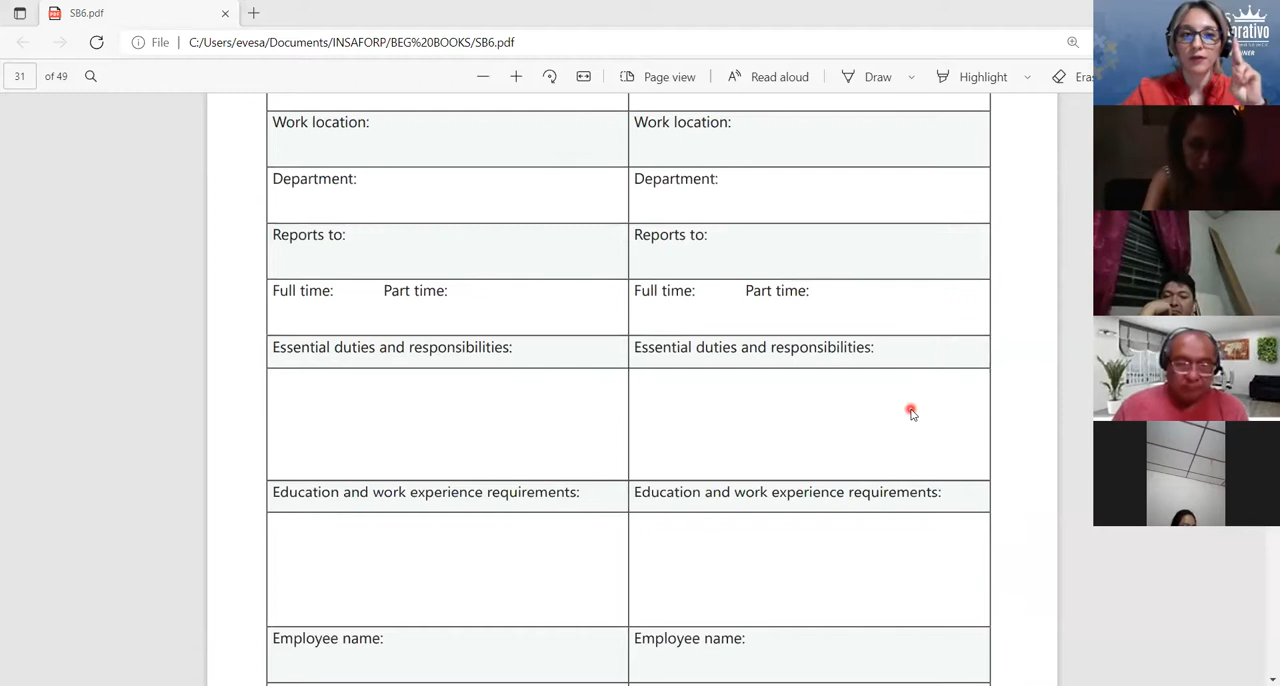 SB6.pdf
File C:/Users/evesa/Documents/INSAFORP/BEG%20BOOKS/SB6.pdf
31 of 49 Page view Read aloud Draw Highlight
Work location: Work location:
Department: Department:
Reports to: Reports to:
Full time: Part time: Full time: Part time:
Essential duties and responsibilities: Essential duties and responsibilities:
Education and work experience requirements: Education and work experience requirements:
Employee name: Employee name: